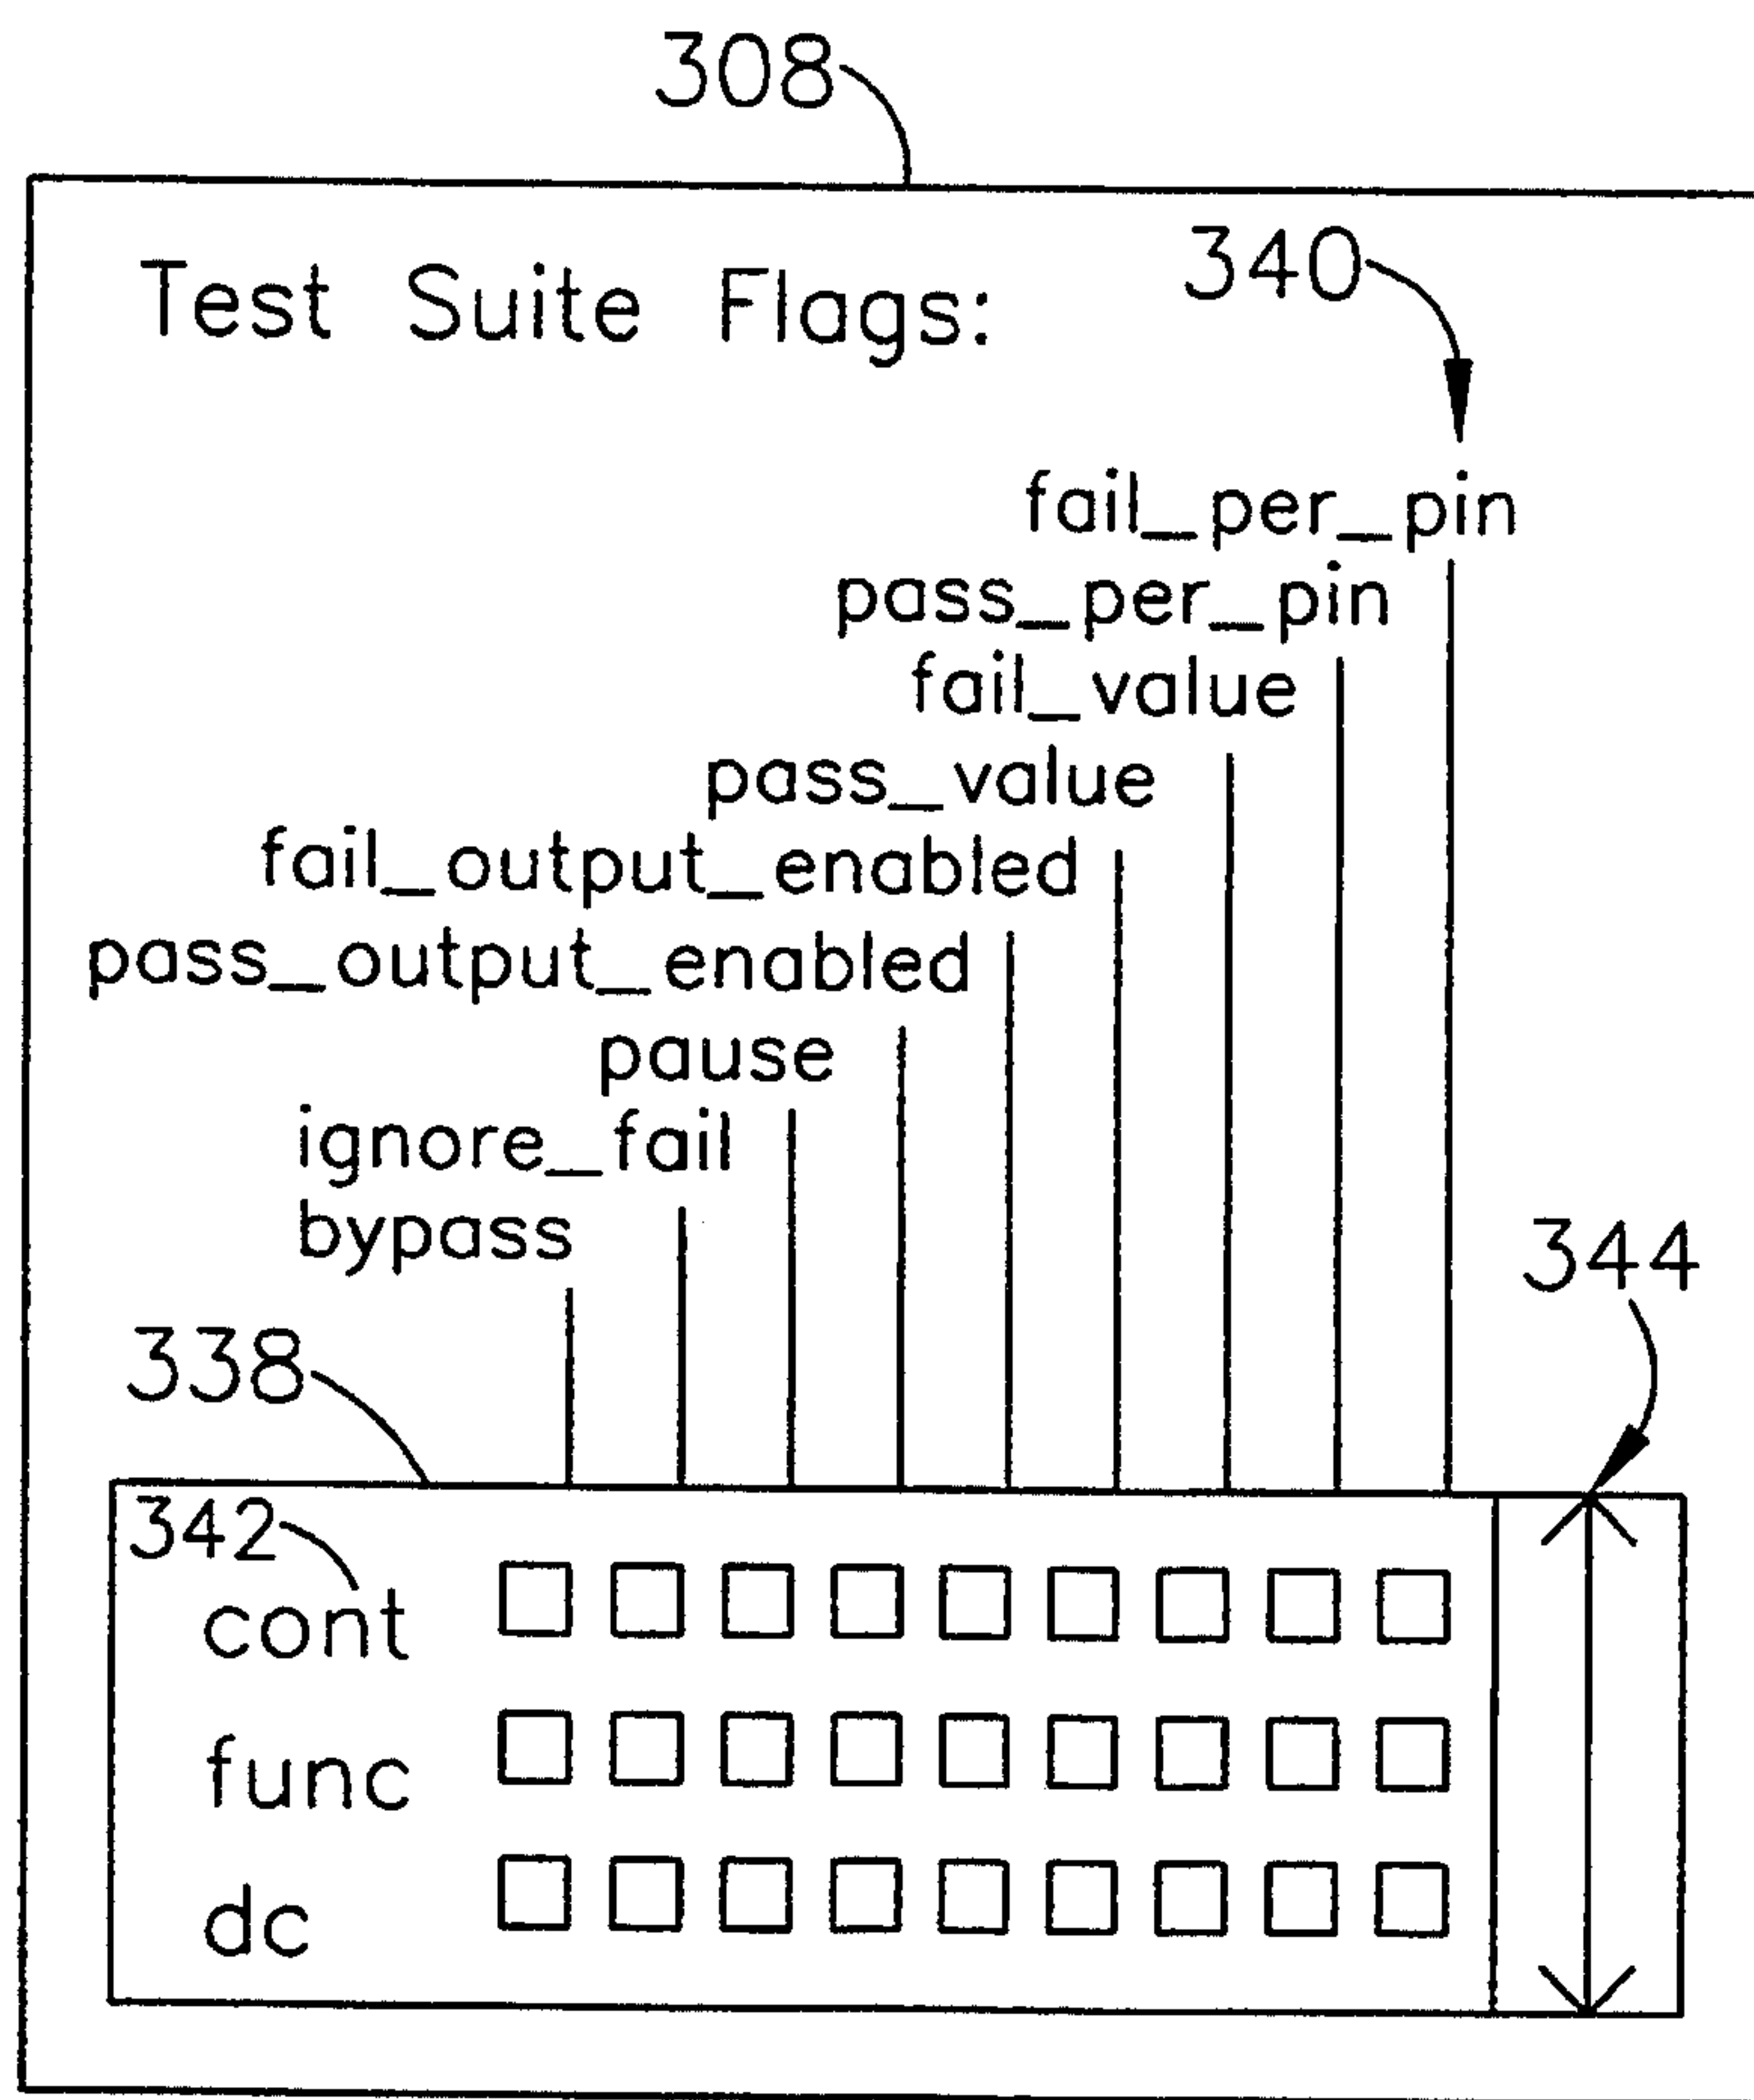 308
340
Test Suite Flags:
fail_per_pin
pass_per_pin
fail_value
pass_value
fail_output_enabled
pass_output_enabled
pause
ignore_fail
bypass
344
338
342
cont
func
dc